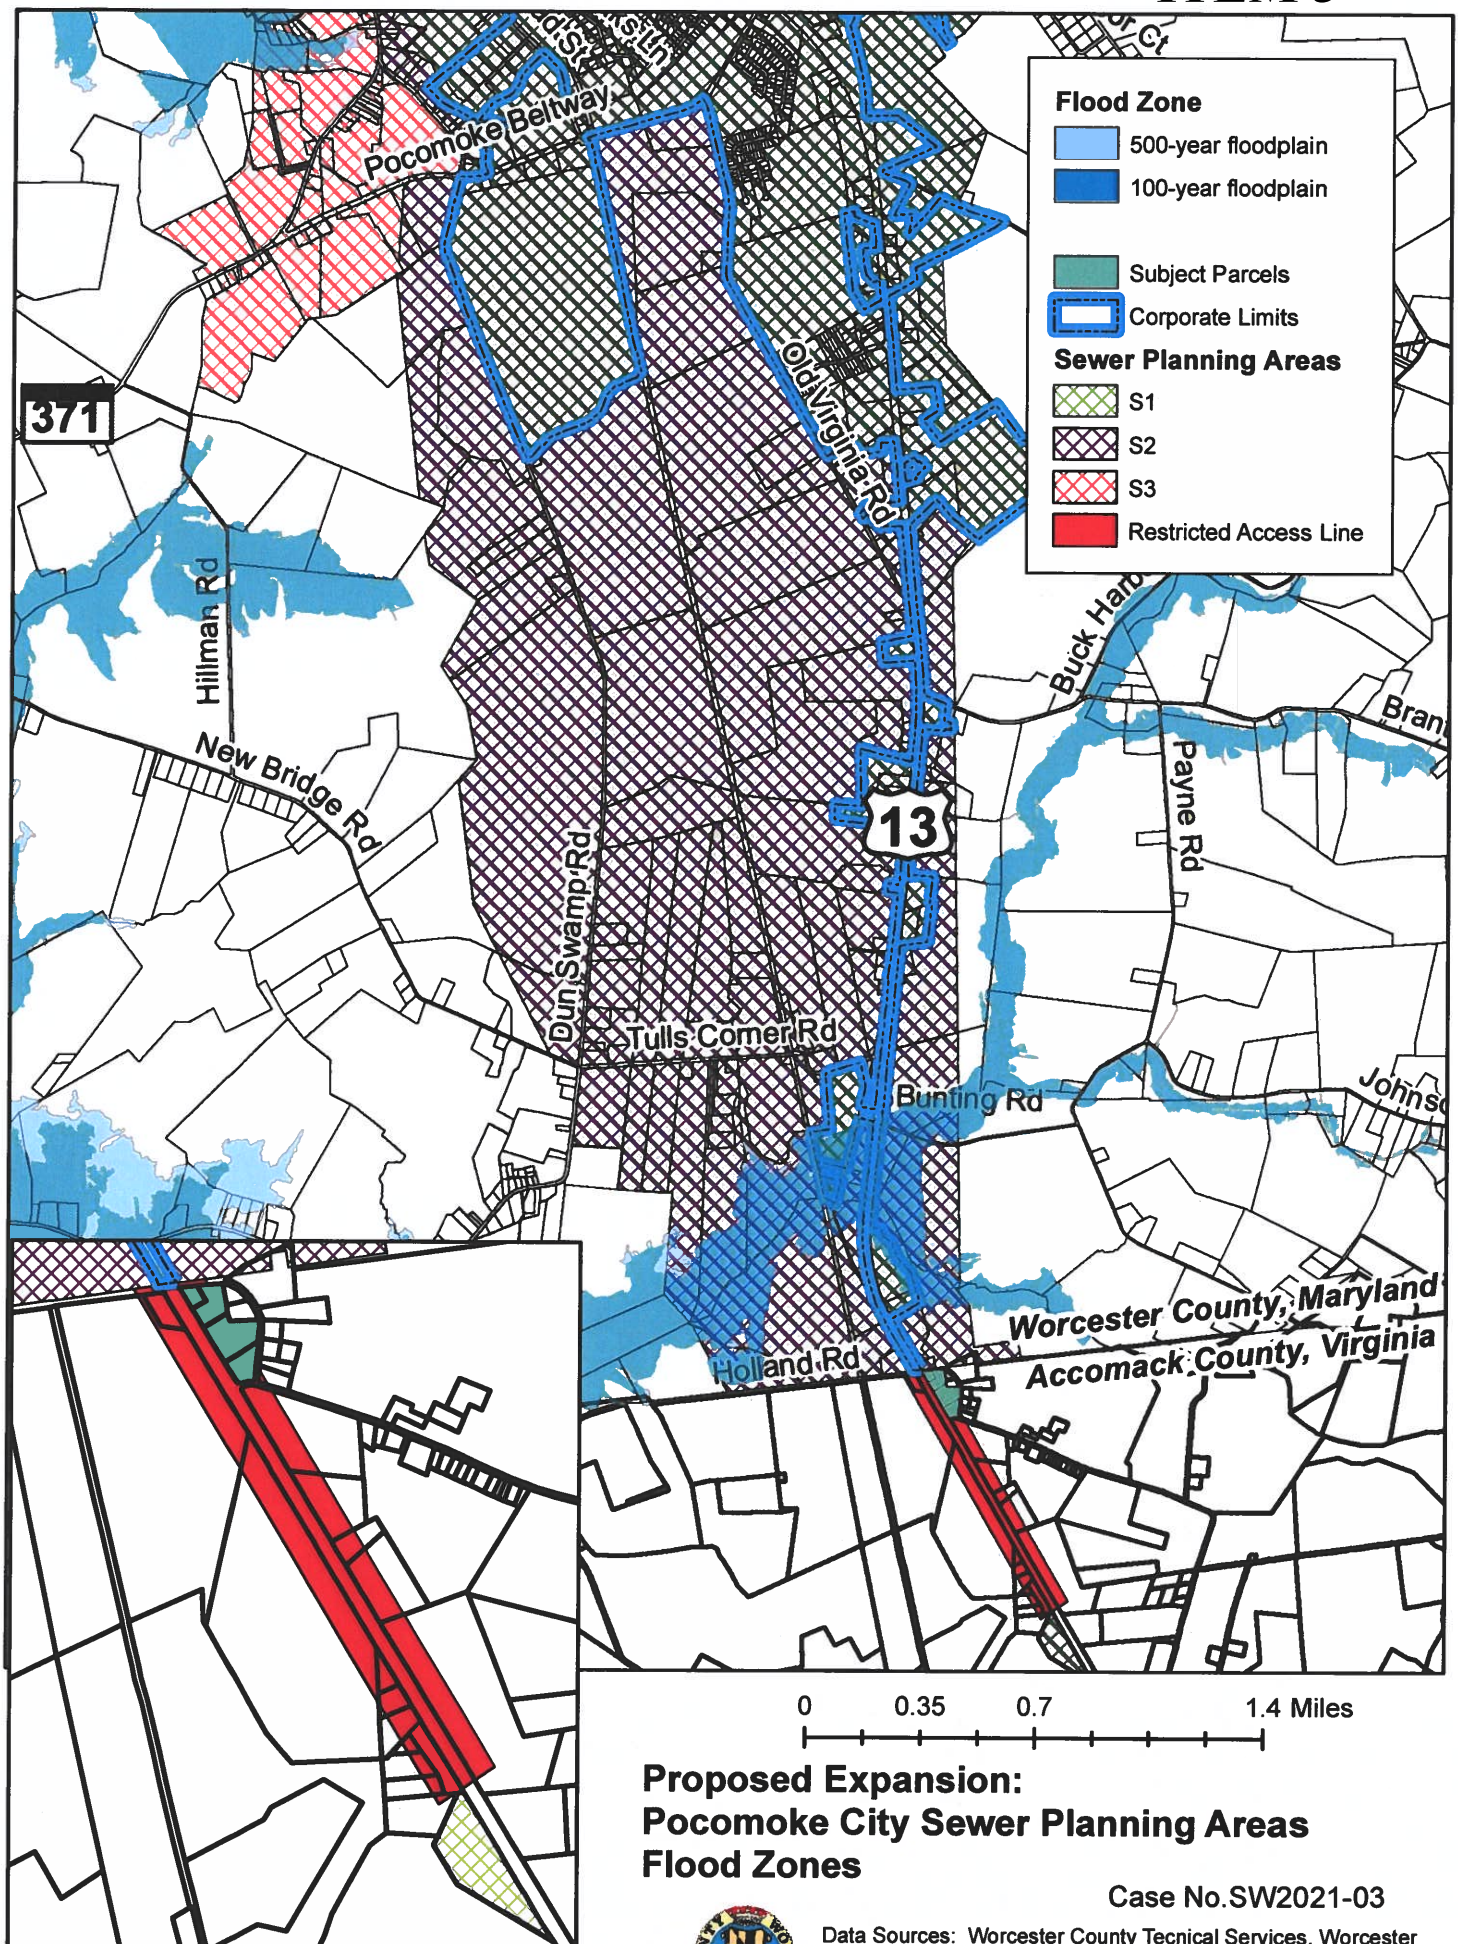 Or Ct
d St
s Ln
Pocomoke Beltway
Flood Zone
500-year floodplain
100-year floodplain
Subject Parcels
Corporate Limits
Sewer Planning Areas
S1
S2
S3
Restricted Access Line
371
Old Virginia Rd
Hillman Rd
Buck Harb
Bran
New Bridge Rd
Payne Rd
13
Dun Swamp Rd
Tulls Corner Rd
Bunting Rd
Johnso
Worcester County, Maryland
Accomack County, Virginia
Holland Rd
0 0.35 0.7 1.4 Miles
Proposed Expansion:
Pocomoke City Sewer Planning Areas
Flood Zones
Case No.SW2021-03
Data Sources: Worcester County Tecnical Services, Worcester